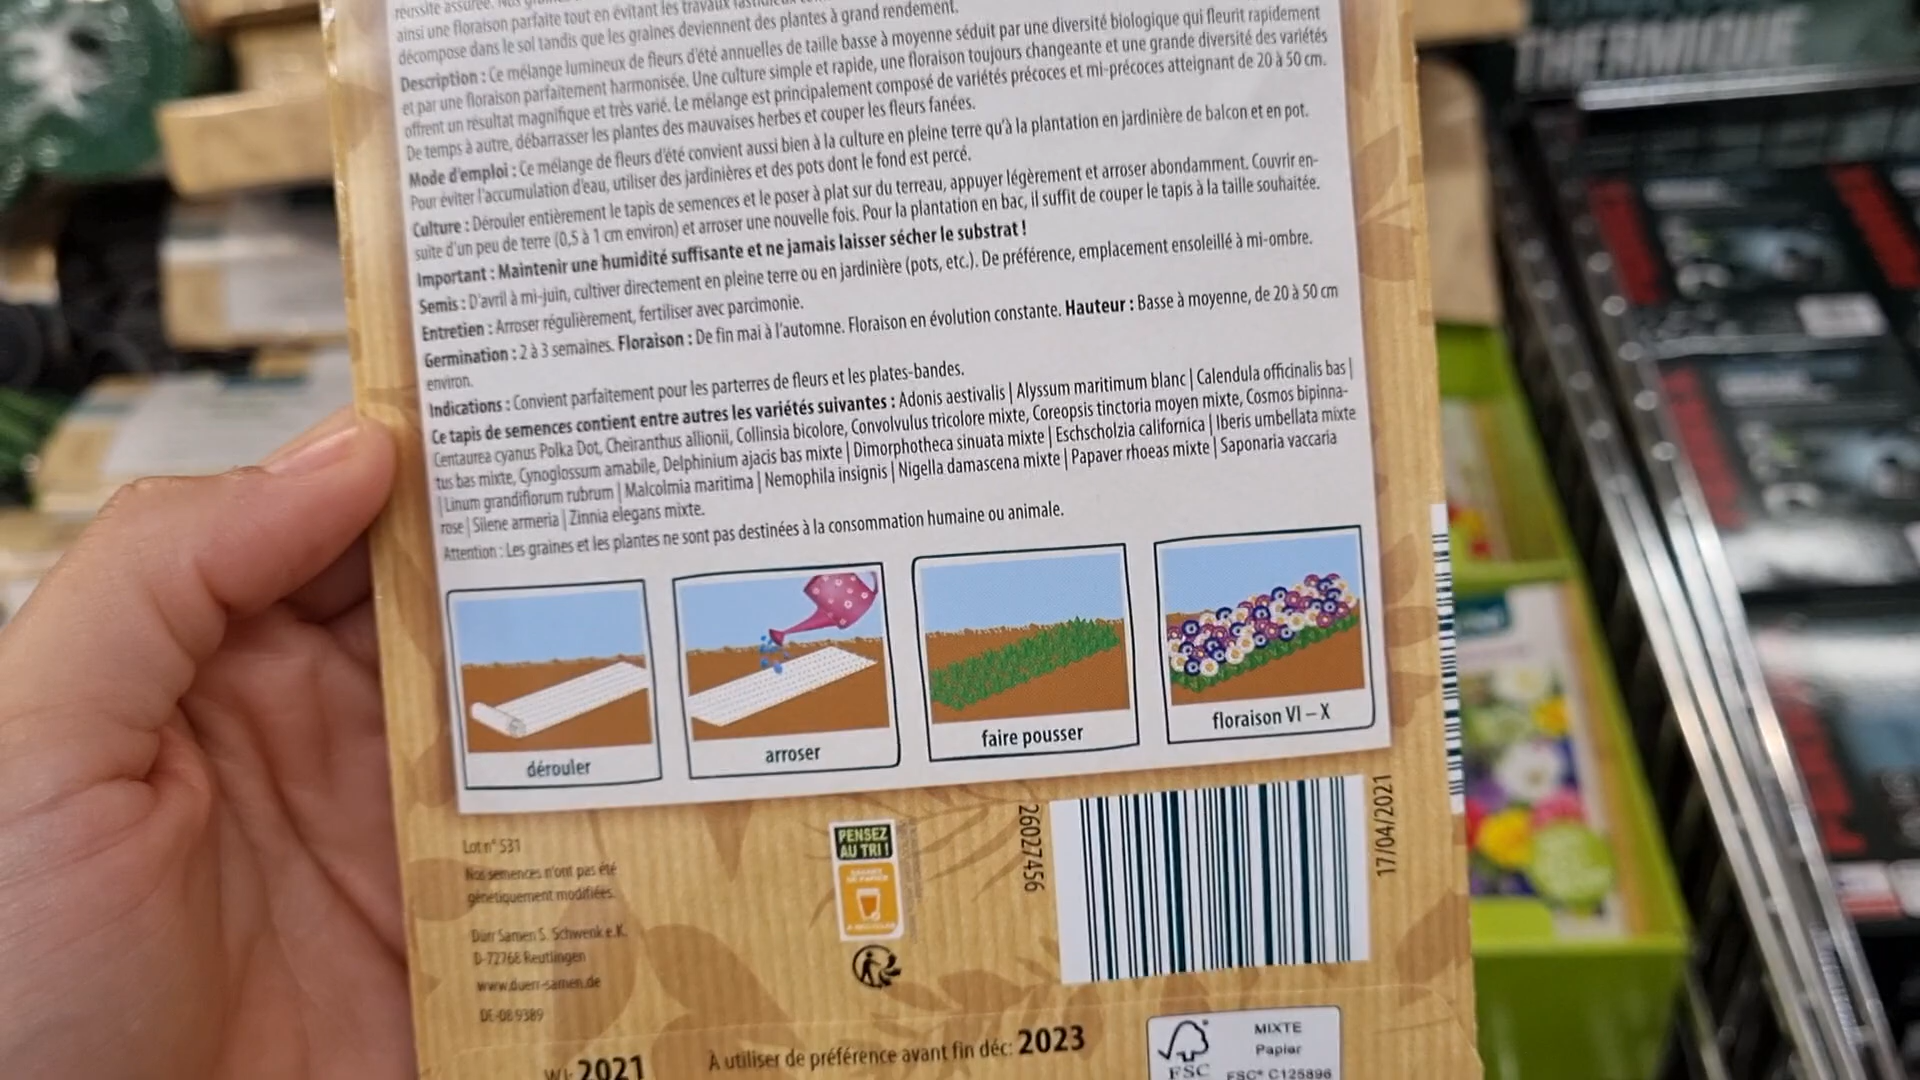 réussite assurée. Nos
ainsi une floraison parfaite tout en évitant les travaux fastidieux
décompose dans le sol tandis que les graines deviennent des plantes à grand rendement.
Description : Ce mélange lumineux de fleurs d'été annuelles de taille basse à moyenne séduit par une diversité biologique qui fleurit rapidement
et par une floraison parfaitement harmonisée. Une culture simple et rapide, une floraison toujours changeante et une grande diversité des variétés
offrent un résultat magnifique et très varié. Le mélange est principalement composé de variétés précoces et mi-précoces atteignant de 20 à 50 cm.
De temps à autre, débarrasser les plantes des mauvaises herbes et couper les fleurs fanées.
Mode d'emploi : Ce mélange de fleurs d'été convient aussi bien à la culture en pleine terre qu'à la plantation en jardinière de balcon et en pot.
Pour éviter l'accumulation d'eau, utiliser des jardinières et des pots dont le fond est percé.
Culture : Dérouler entièrement le tapis de semences et le poser à plat sur du terreau, appuyer légèrement et arroser abondamment. Couvrir en-
suite d'un peu de terre (0,5 à 1 cm environ) et arroser une nouvelle fois. Pour la plantation en bac, il suffit de couper le tapis à la taille souhaitée.
Important : Maintenir une humidité suffisante et ne jamais laisser sécher le substrat !
Semis : D'avril à mi-juin, cultiver directement en pleine terre ou en jardinière (pots, etc.). De préférence, emplacement ensoleillé à mi-ombre.
Entretien : Arroser régulièrement, fertiliser avec parcimonie.
Germination : 2 à 3 semaines. Floraison : De fin mai à l'automne. Floraison en évolution constante. Hauteur : Basse à moyenne, de 20 à 50 cm
environ.
Indications : Convient parfaitement pour les parterres de fleurs et les plates-bandes.
Ce tapis de semences contient entre autres les variétés suivantes : Adonis aestivalis | Alyssum maritimum blanc | Calendula officinalis bas |
Centaurea cyanus Polka Dot, Cheiranthus allionii, Collinsia bicolore, Convolvulus tricolore mixte, Coreopsis tinctoria moyen mixte, Cosmos bipinna-
tus bas mixte, Cynoglossum amabile, Delphinium ajacis bas mixte | Dimorphotheca sinuata mixte | Eschscholzia californica | Iberis umbellata mixte
| Linum grandiflorum rubrum | Malcolmia maritima | Nemophila insignis | Nigella damascena mixte | Papaver rhoeas mixte | Saponaria vaccaria
rose | Silene armeria | Zinnia elegans mixte.
Attention : Les graines et les plantes ne sont pas destinées à la consommation humaine ou animale.
dérouler
arroser
faire pousser
floraison VI – X
Lot n° 531
Nos semences n'ont pas été
génétiquement modifiées.
Dürr Samen S. Schwenk e.K.
D-72768 Reutlingen
www.duerr-samen.de
DE-08 9389
PENSEZ
AU TRI !
26027456
17/04/2021
2021
À utiliser de préférence avant fin déc: 2023
MIXTE
Papier
FSC
FSC® C125896
THERMIQUE